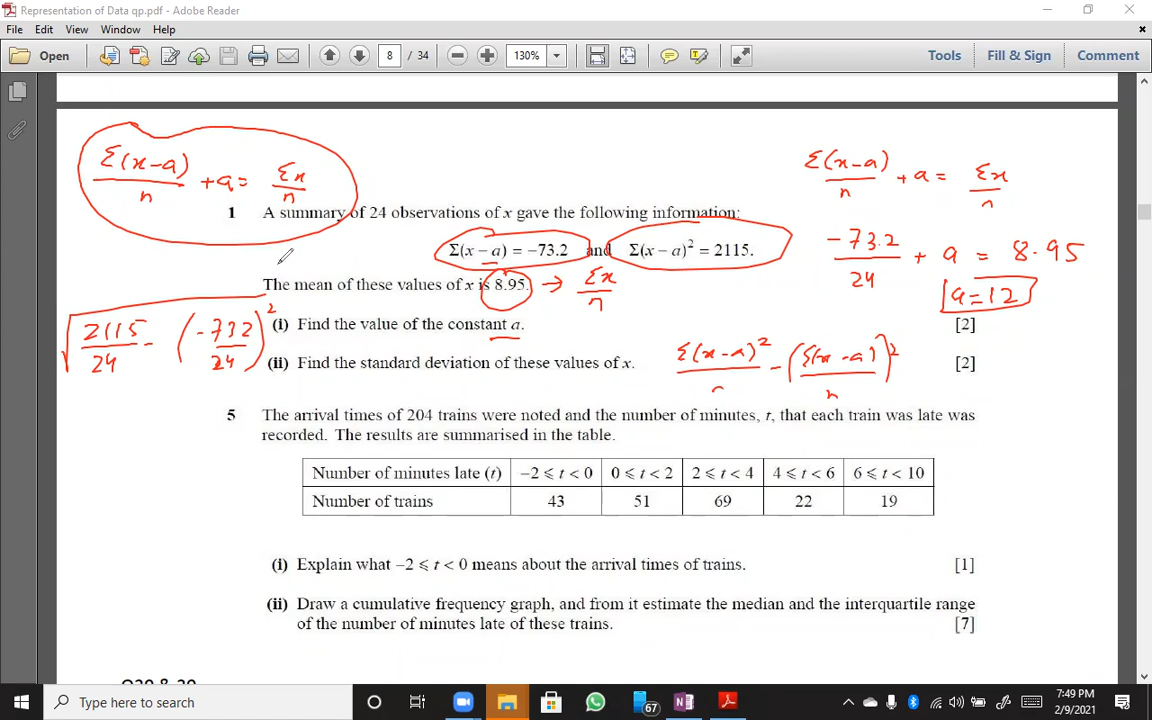 Representation of Data qp.pdf - Adobe Reader
File Edit View Window Help
Open 8 / 34 130% Tools Fill & Sign Comment
Σ(x-a)/n + a = Σx/n
Σ(x-a)/n + a = Σx/n
1 A summary of 24 observations of x gave the following information:
Σ(x − a) = −73.2 and Σ(x − a)² = 2115.
-73.2/24 + a = 8.95
The mean of these values of x is 8.95. → Σx/n
a=12
(i) Find the value of the constant a. [2]
√2115/24 - (-732/24)²
(ii) Find the standard deviation of these values of x. [2]
Σ(x-a)²/n - (Σ(x-a)/n)²
5 The arrival times of 204 trains were noted and the number of minutes, t, that each train was late was
recorded. The results are summarised in the table.
Number of minutes late (t) −2 ⩽ t < 0 0 ⩽ t < 2 2 ⩽ t < 4 4 ⩽ t < 6 6 ⩽ t < 10
Number of trains 43 51 69 22 19
(i) Explain what −2 ⩽ t < 0 means about the arrival times of trains. [1]
(ii) Draw a cumulative frequency graph, and from it estimate the median and the interquartile range
of the number of minutes late of these trains. [7]
Type here to search
67
7:49 PM
2/9/2021